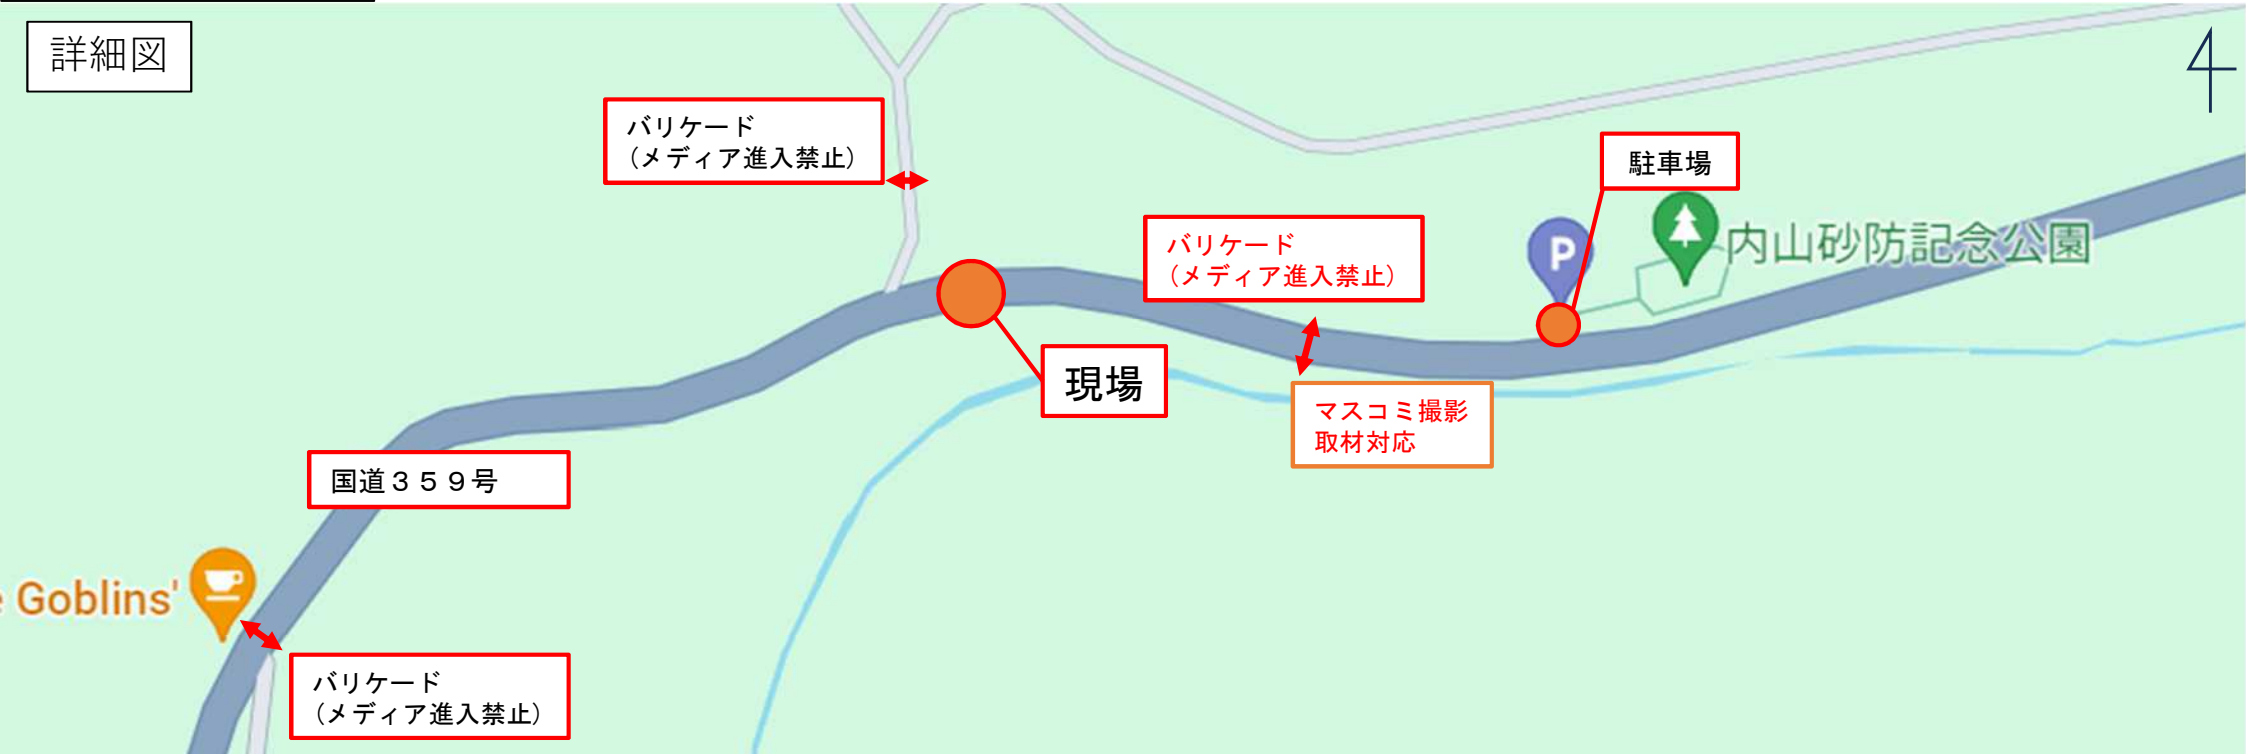 詳細図
バリケード
（メディア進入禁止）
駐車場
バリケード
（メディア進入禁止）
P
内山砂防記念公園
現場
マスコミ撮影
取材対応
国道３５９号
e Goblins'
バリケード
（メディア進入禁止）